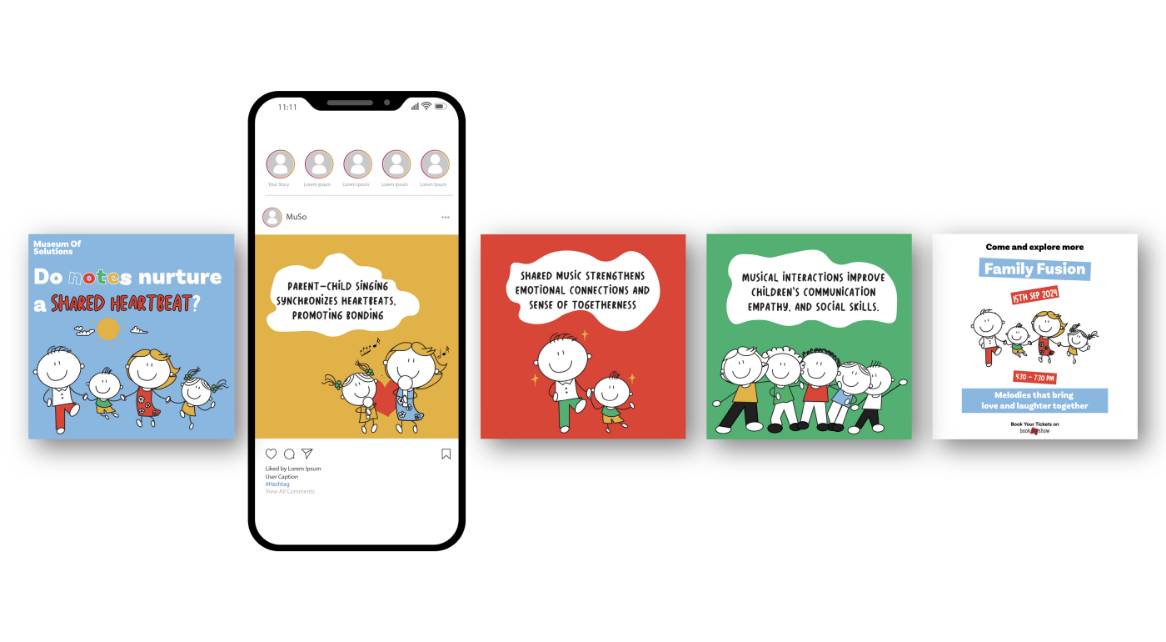 Museum Of
Solutions
Do notes nurture
a SHARED HEARTBEAT?
11:11
Your Story
Lorem Ipsum
Lorem Ipsum
Lorem Ipsum
Lorem Ipsum
MuSo
PARENT-CHILD SINGING
SYNCHRONIZES HEARTBEATS,
PROMOTING BONDING
Liked by Lorem Ipsum
User Caption
#Hashtag
View All Comments
SHARED MUSIC STRENGTHENS
EMOTIONAL CONNECTIONS AND
SENSE OF TOGETHERNESS
MUSICAL INTERACTIONS IMPROVE
CHILDREN'S COMMUNICATION
EMPATHY, AND SOCIAL SKILLS.
Come and explore more
Family Fusion
15TH SEP 2024
4:30 - 7:30 PM
Melodies that bring
love and laughter together
Book Your Tickets on
bookmyshow